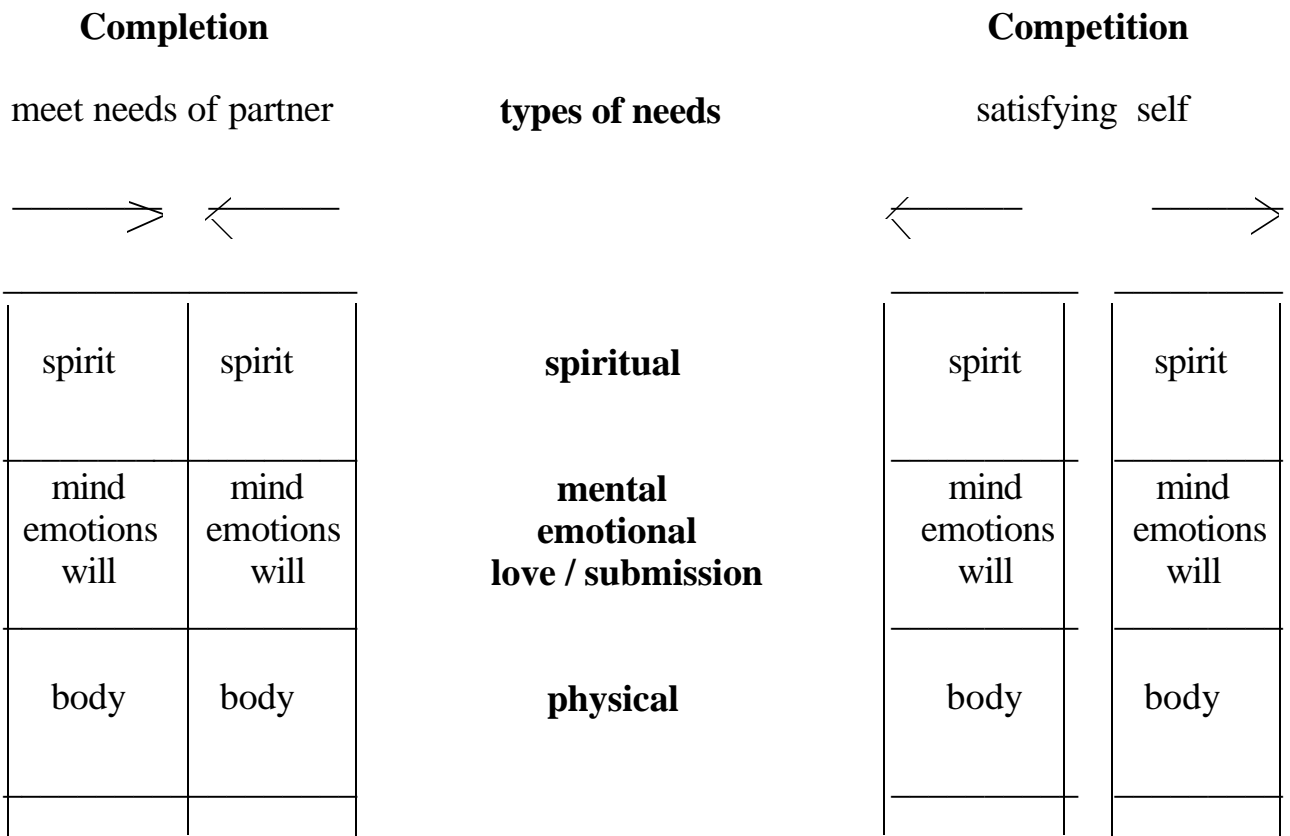 Completion Competition
meet needs of partner types of needs satisfying self
spirit spirit spiritual spirit spirit
mind mind mental mind mind
emotions emotions emotional emotions emotions
will will love / submission will will
body body physical body body